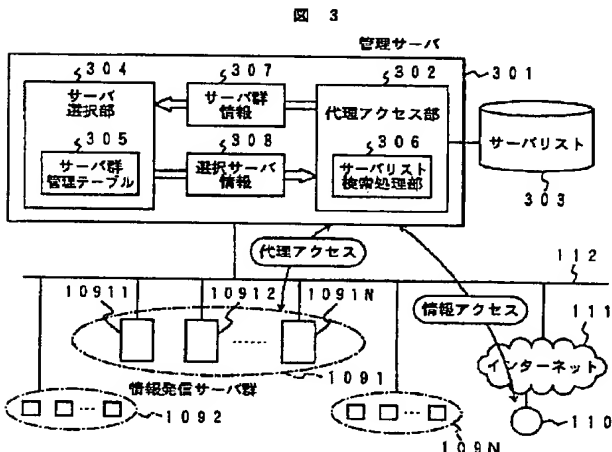 図 3
管理サーバ
304
307
302
301
サーバ
選択部
サーバ群
情報
代理アクセス部
305
308
306
サーバリスト
サーバ群
管理テーブル
選択サーバ
情報
サーバリスト
検索処理部
303
代理アクセス
112
10911
10912
1091N
情報アクセス
111
インターネット
情報発信サーバ群
1091
1092
109N
110